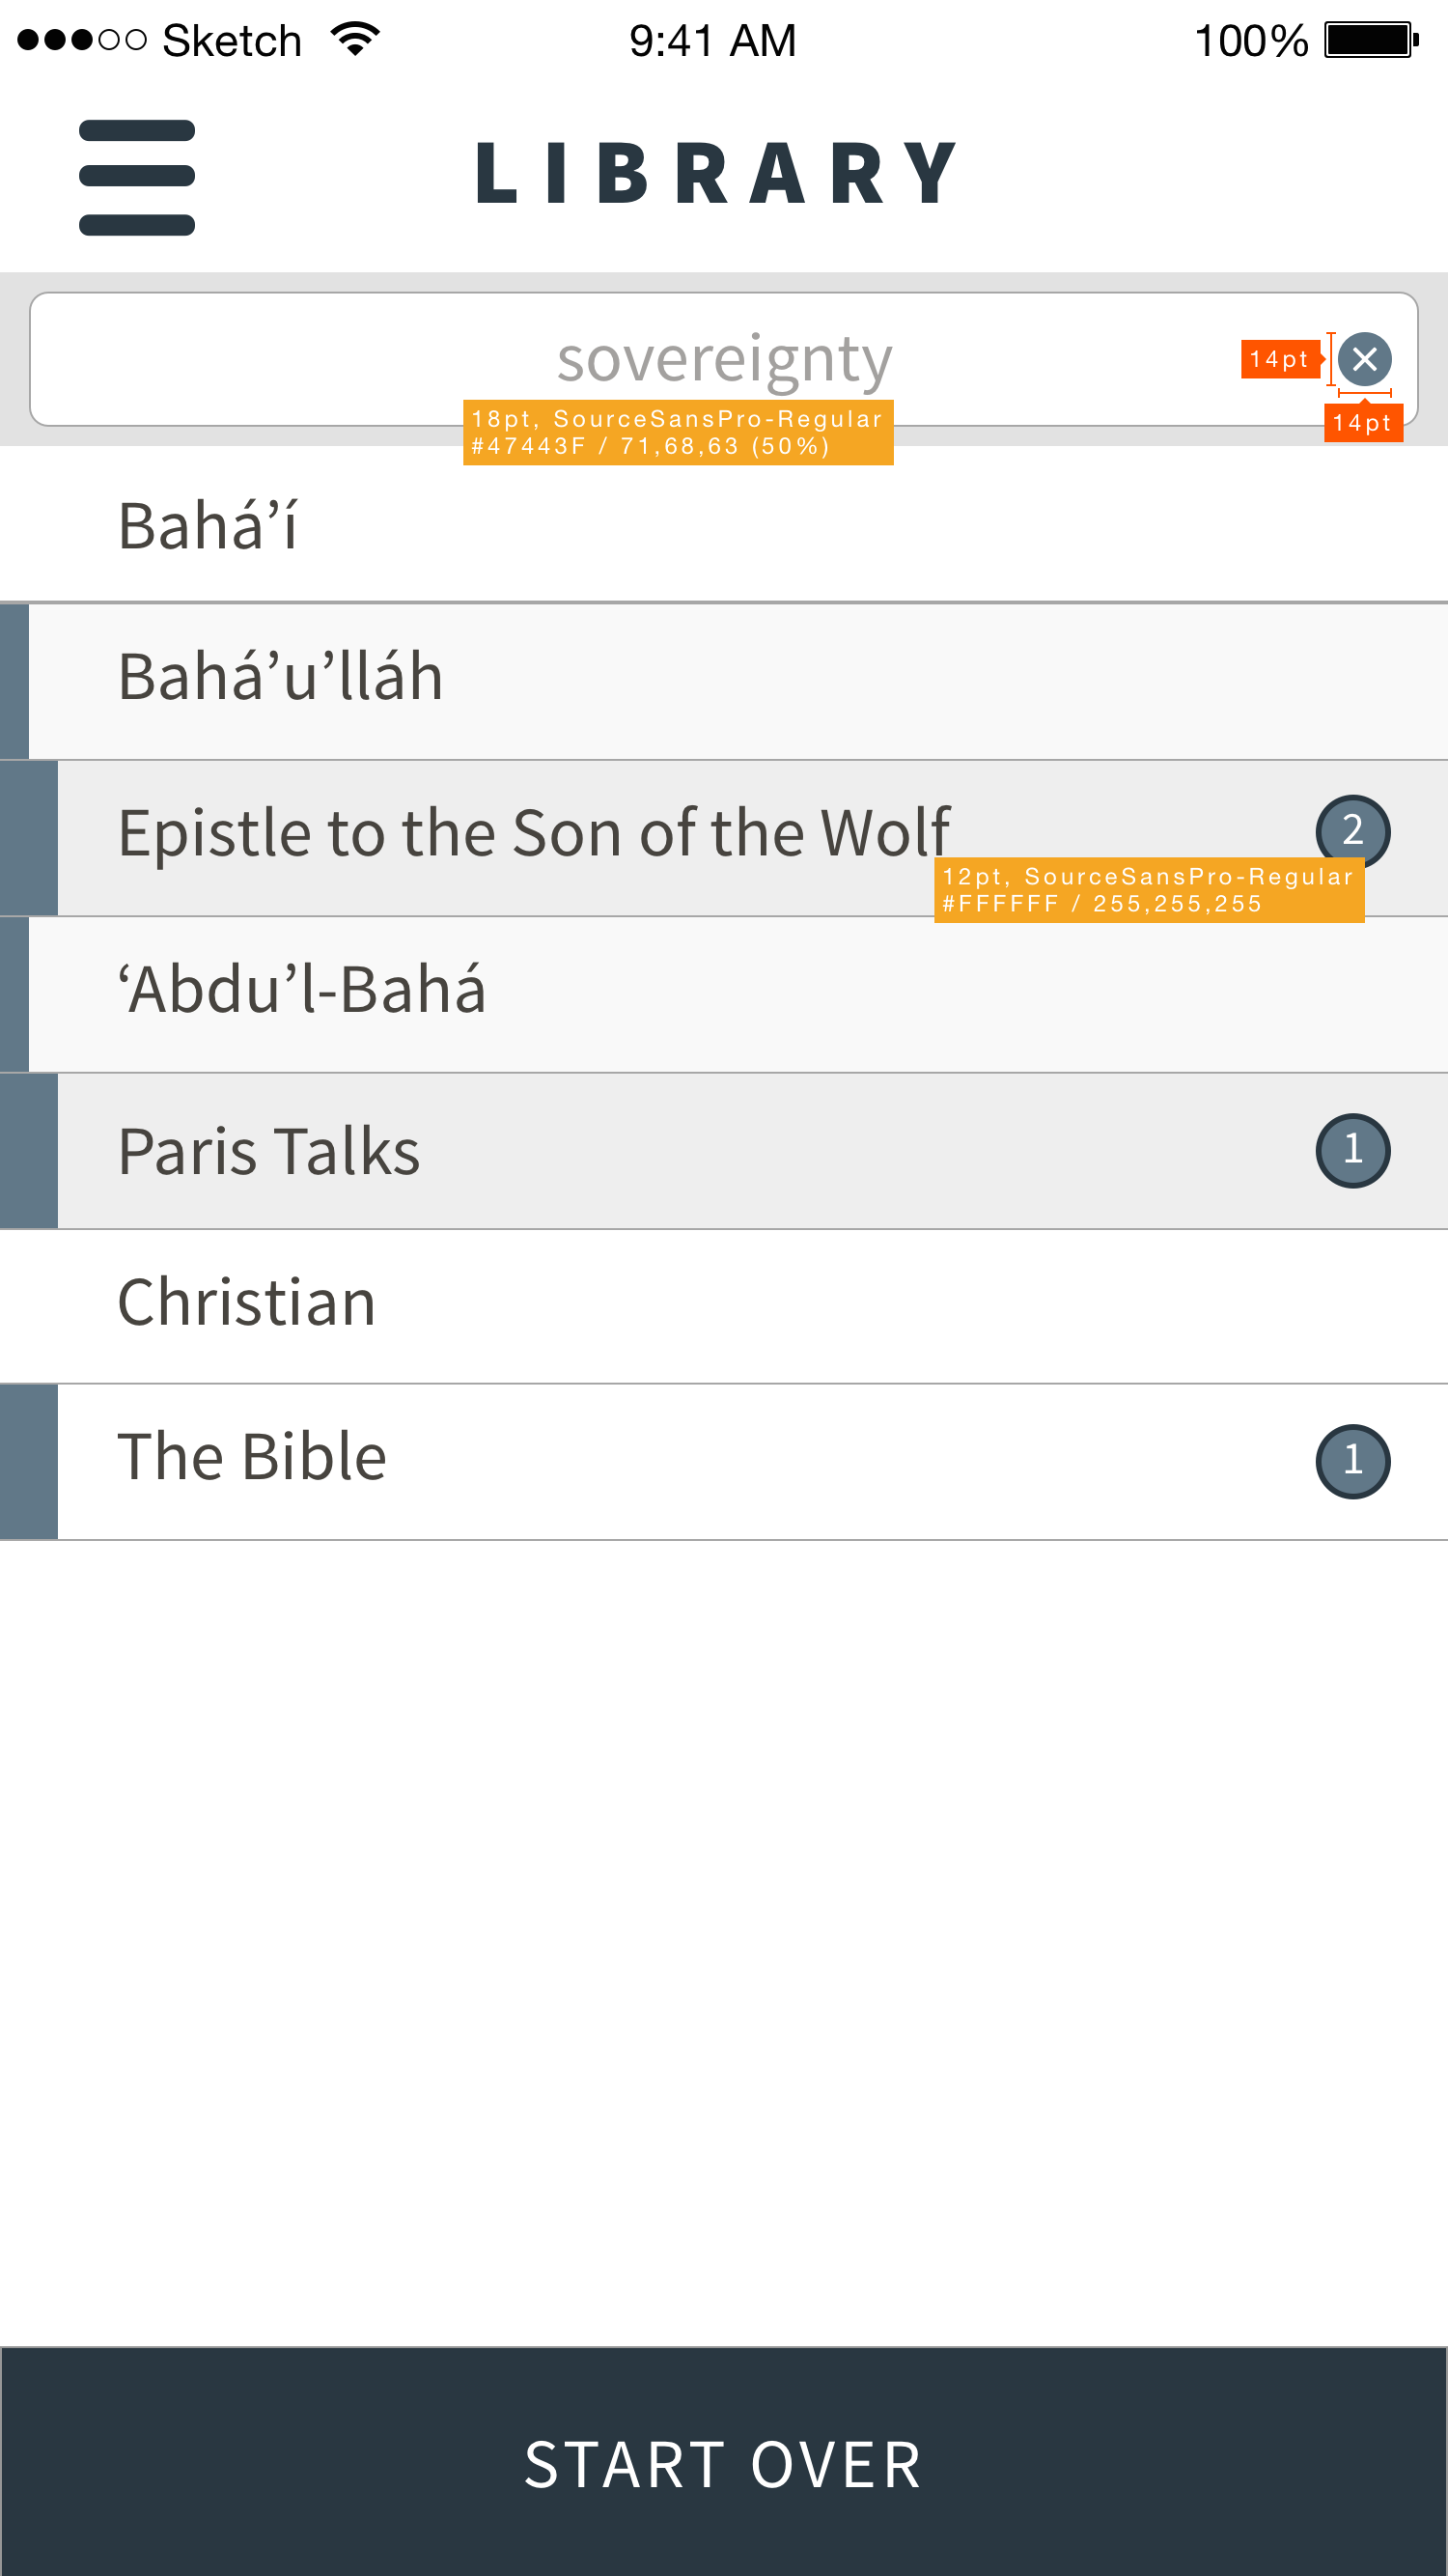 Sketch 9:41 AM 100%
LIBRARY
sovereignty
14pt
14pt
18pt, SourceSansPro-Regular
#47443F / 71,68,63 (50%)
Bahá’í
Bahá’u’lláh
Epistle to the Son of the Wolf 2
12pt, SourceSansPro-Regular
#FFFFFF / 255,255,255
‘Abdu’l-Bahá
Paris Talks 1
Christian
The Bible 1
START OVER